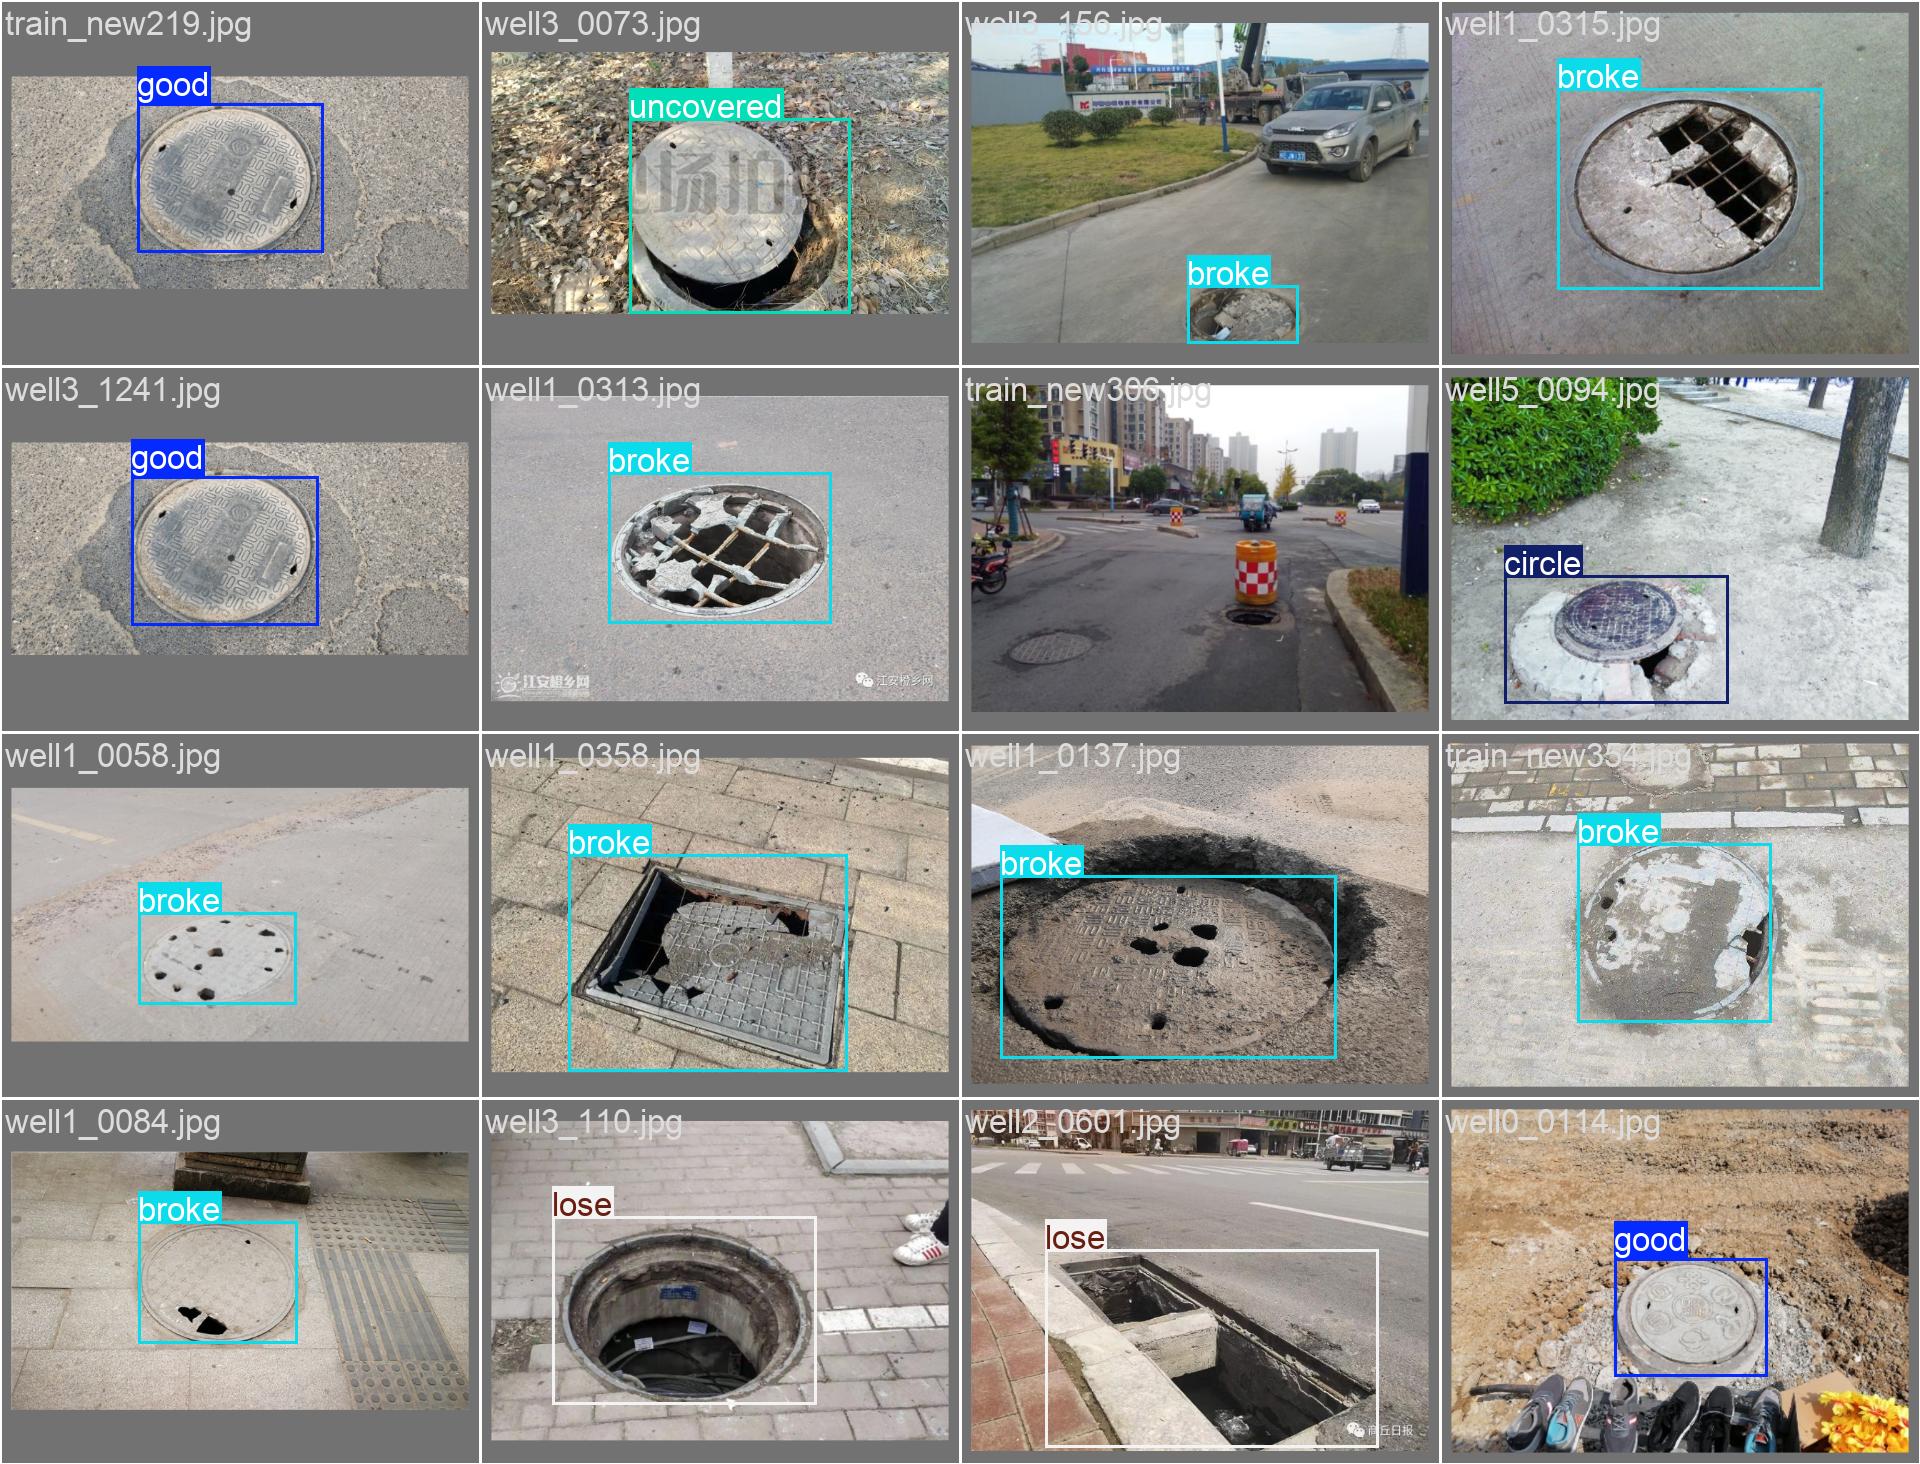 train_new219.jpg
good
well3_0073.jpg
uncovered
场拍
well3_156.jpg
broke
well1_0315.jpg
broke
well3_1241.jpg
good
well1_0313.jpg
broke
江安橙乡网
江安橙乡网
train_new306.jpg
well5_0094.jpg
circle
well1_0058.jpg
broke
well1_0358.jpg
broke
well1_0137.jpg
broke
train_new354.jpg
broke
well1_0084.jpg
broke
well3_110.jpg
lose
well2_0601.jpg
lose
商丘日报
well0_0114.jpg
good